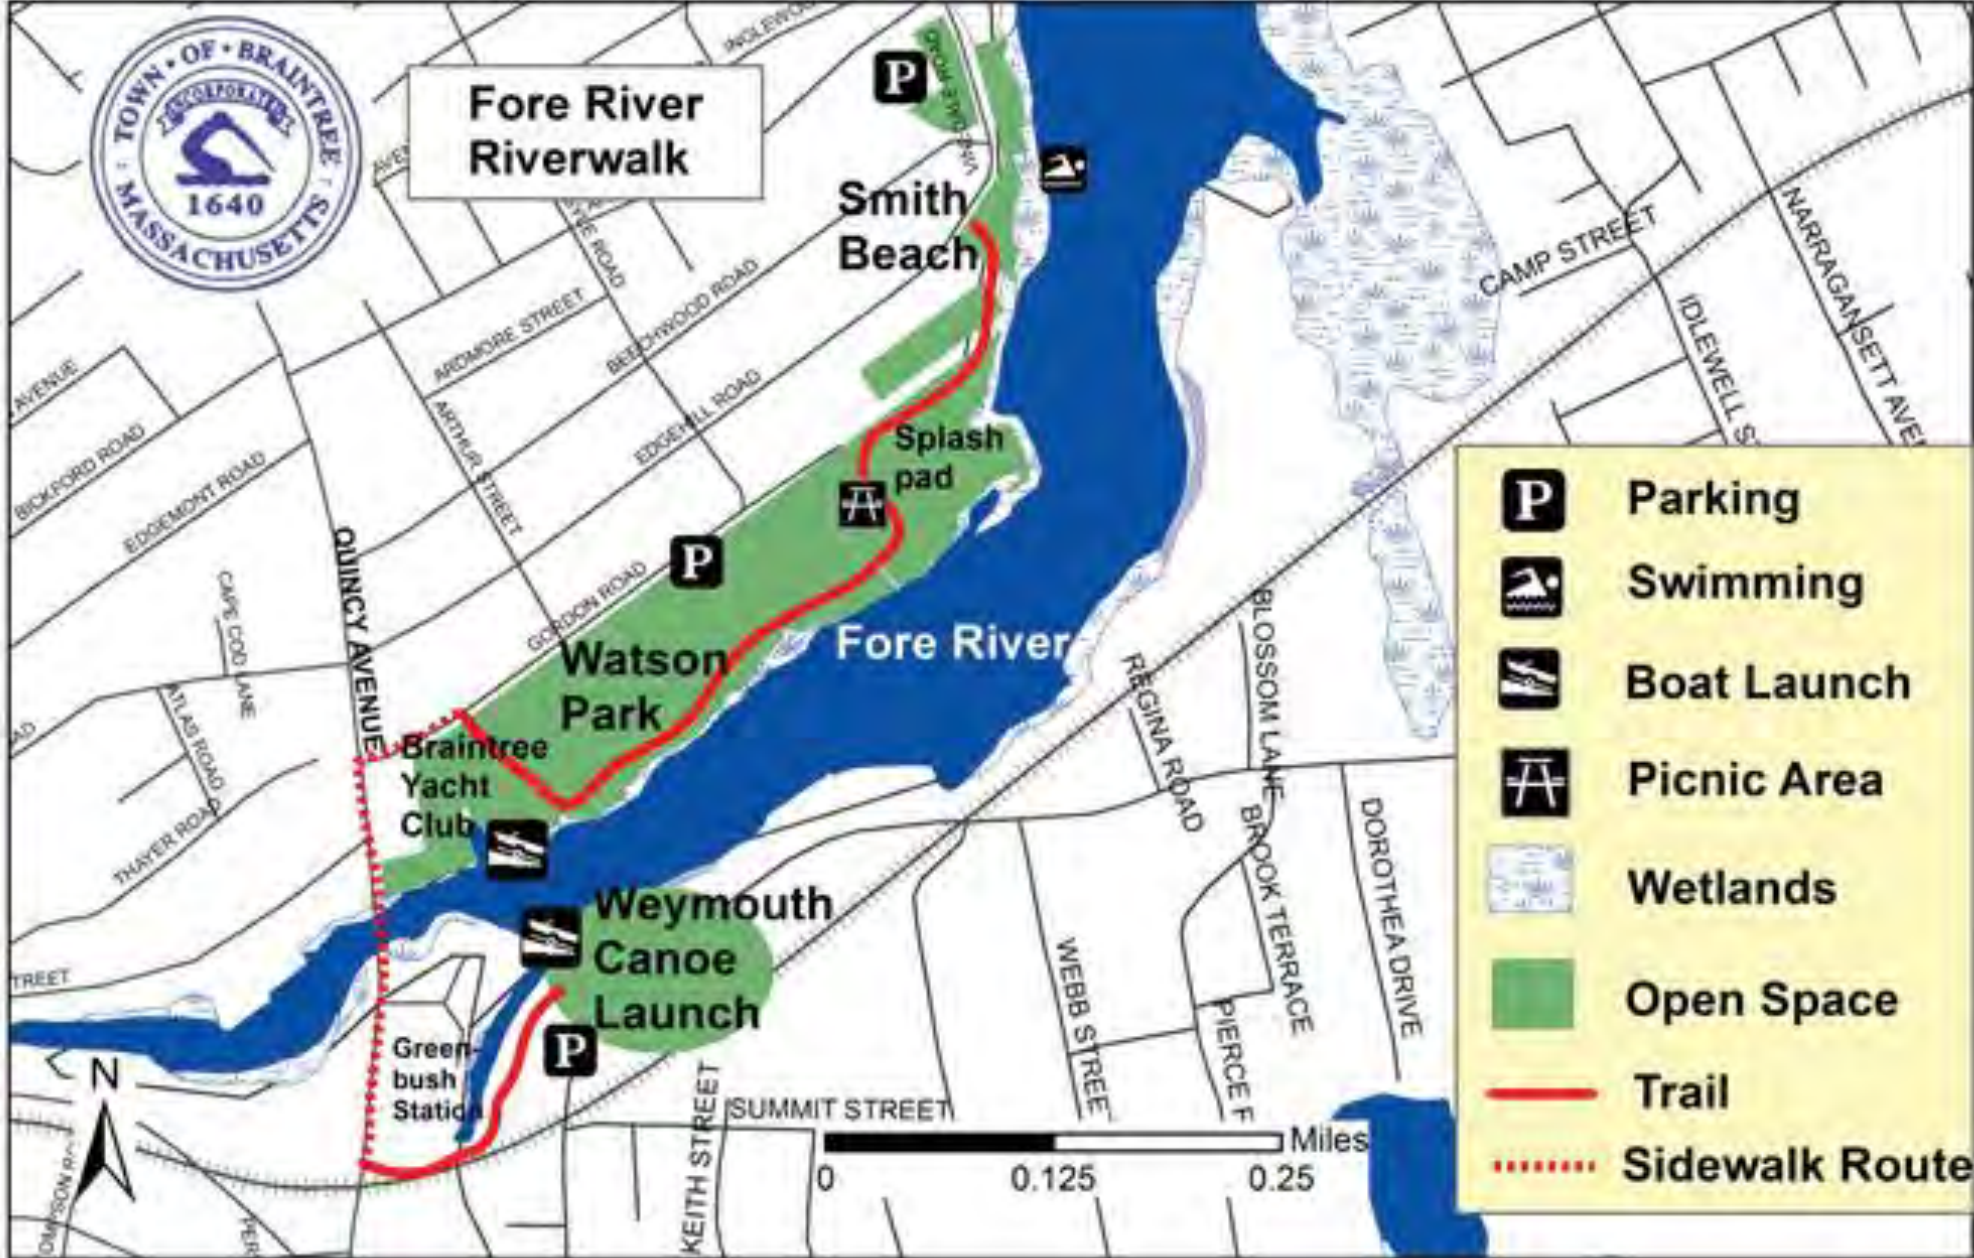 TOWN • OF • BRAINTREE
MASSACHUSETTS
INCORPORATED
1640
Fore River
Riverwalk
Smith
Beach
Splash
pad
Watson
Park
Fore River
Braintree
Yacht
Club
Weymouth
Canoe
Launch
Green-
bush
Station
QUINCY AVENUE
ARDMORE STREET
BEECHWOOD ROAD
EDGEHILL ROAD
ARTHUR STREET
GORDON ROAD
AVENUE
BICKFORD ROAD
EDGEMONT ROAD
CAPE COD LANE
ATLAS ROAD
THAYER ROAD
TREET
CAMP STREET
NARRAGANSETT AVE
IDLEWELL S
REGINA ROAD
BLOSSOM LANE
BROOK TERRACE
DOROTHEA DRIVE
WEBB STREET
PIERCE
KEITH STREET
SUMMIT STREET
N
Miles
0 0.125 0.25
P Parking
Swimming
Boat Launch
Picnic Area
Wetlands
Open Space
Trail
Sidewalk Route
P
P
P